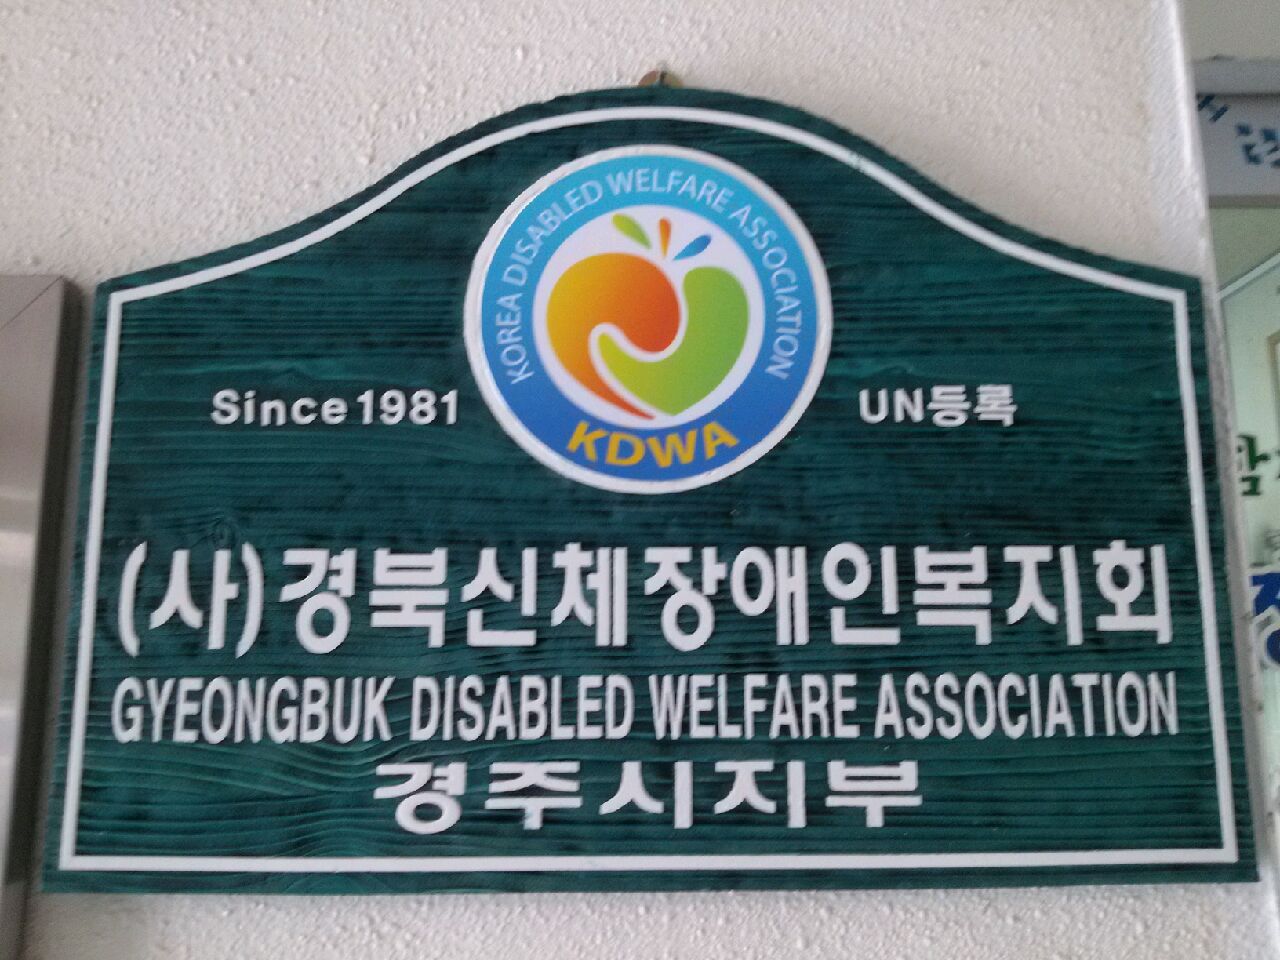 KOREA DISABLED WELFARE ASSOCIATION
KDWA
Since 1981
UN등록
(사)경북신체장애인복지회
GYEONGBUK DISABLED WELFARE ASSOCIATION
경주시지부